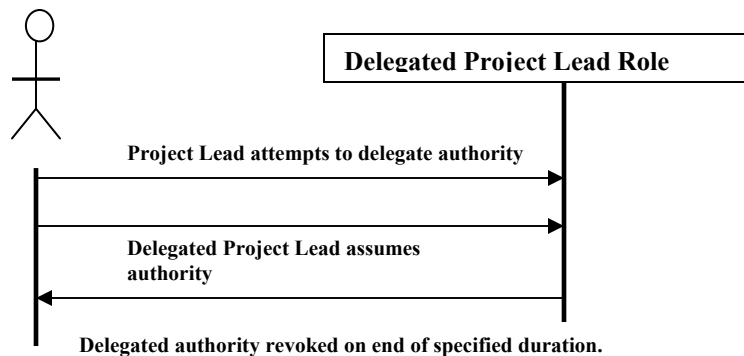 Delegated Project Lead Role
Project Lead attempts to delegate authority
Delegated Project Lead assumes
authority
Delegated authority revoked on end of specified duration.